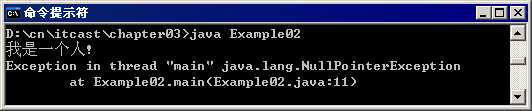 命令提示符
D:\cn\itcast\chapter03>java Example02
我是一个人!
Exception in thread "main" java.lang.NullPointerException
at Example02.main(Example02.java:11)